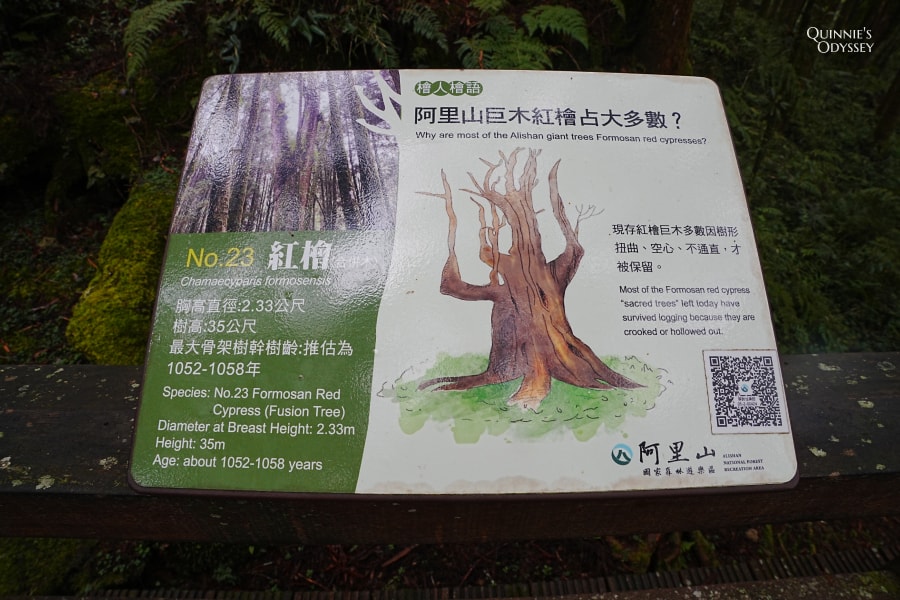 QUINNIE'S
ODYSSEY
檜人檜語
阿里山巨木紅檜占大多數？
Why are most of the Alishan giant trees Formosan red cypresses?
No.23 紅檜
Chamaecyparis formosensis
胸高直徑:2.33公尺
樹高:35公尺
最大骨架樹幹樹齡:推估為
1052-1058年
Species: No.23 Formosan Red
Cypress (Fusion Tree)
Diameter at Breast Height: 2.33m
Height: 35m
Age: about 1052-1058 years
現存紅檜巨木多數因樹形
扭曲、空心、不通直，才
被保留。
Most of the Formosan red cypress
"sacred trees" left today have
survived logging because they are
crooked or hollowed out.
阿里山
國家森林遊樂區
ALISHAN
NATIONAL FOREST
RECREATION AREA